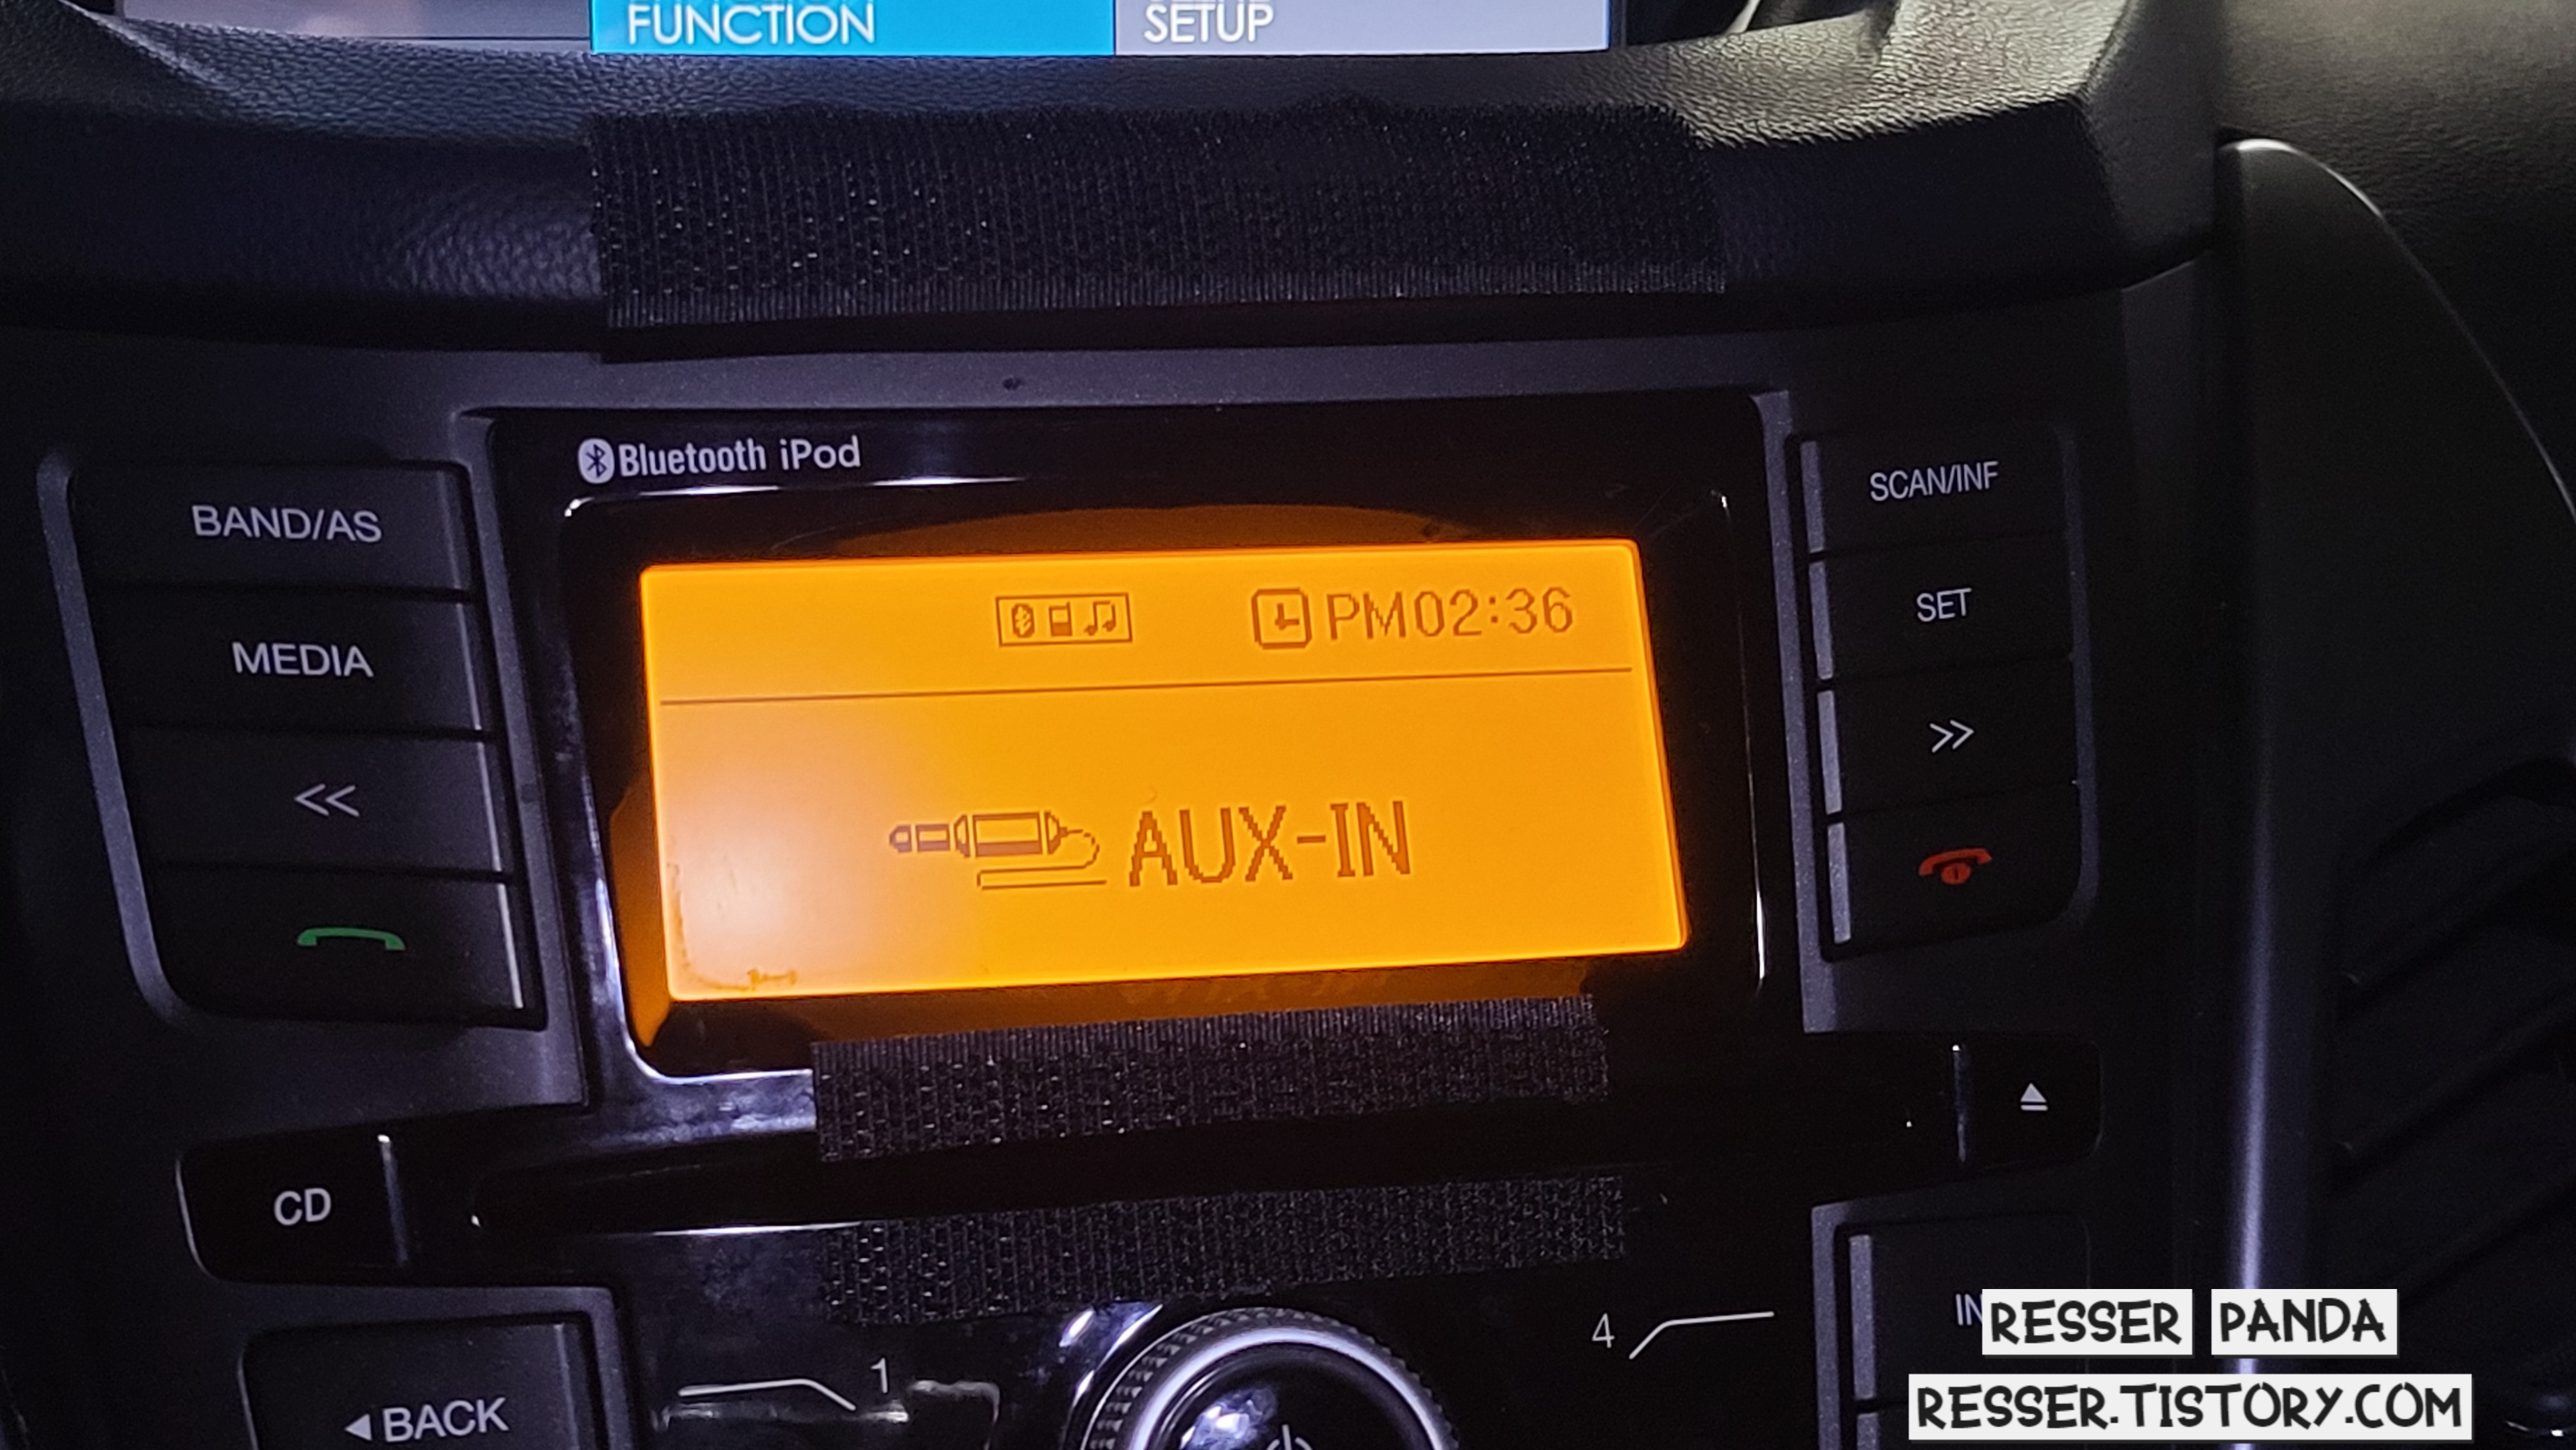 FUNCTION
SETUP
Bluetooth iPod
BAND/AS
MEDIA
<<
SCAN/INF
SET
>>
PM02:36
AUX-IN
CD
1
4
◀BACK
RESSER PANDA
RESSER.TISTORY.COM